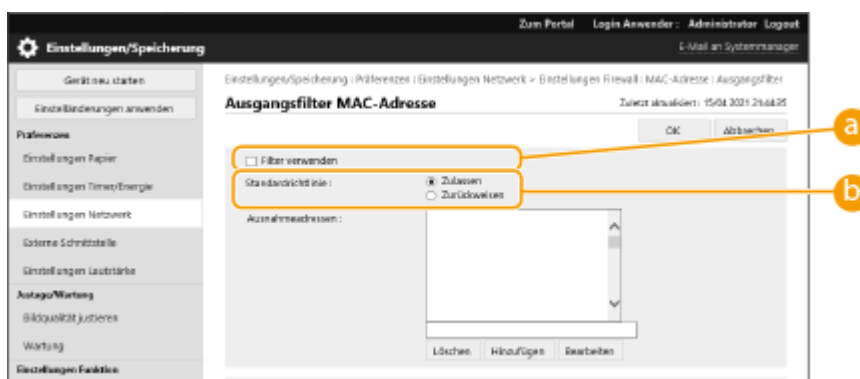 Zum Portal Login Anwender : Administrator Logout
Einstellungen/Speicherung
E-Mail an Systemmanager
Gerät neu starten
Einstelländerungen anwenden
Präferenzen
Einstellungen Papier
Einstellungen Timer/Energie
Einstellungen Netzwerk
Externe Schnittstelle
Einstellungen Lautstärke
Justage/Wartung
Bildqualität justieren
Wartung
Einstellungen Funktion
Einstellungen/Speicherung : Präferenzen : Einstellungen Netzwerk > Einstellungen Firewall : MAC-Adresse : Ausgangsfilter
Ausgangsfilter MAC-Adresse
Zuletzt aktualisiert : 15/04 2021 21:44:35
OK Abbrechen
a
Filter verwenden
Standardrichtlinie : Zulassen
Zurückweisen
b
Ausnahmeadressen :
Löschen Hinzufügen Bearbeiten